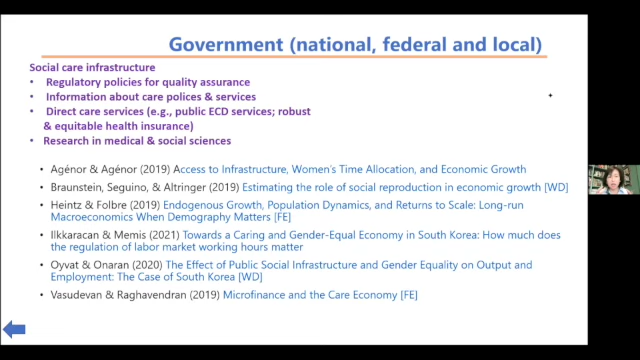 Government (national, federal and local)
Social care infrastructure
• Regulatory policies for quality assurance
• Information about care polices & services
• Direct care services (e.g., public ECD services; robust
& equitable health insurance)
• Research in medical & social sciences
• Agénor & Agénor (2019) Access to Infrastructure, Women's Time Allocation, and Economic Growth
• Braunstein, Seguino, & Altringer (2019) Estimating the role of social reproduction in economic growth [WD]
• Heintz & Folbre (2019) Endogenous Growth, Population Dynamics, and Returns to Scale: Long-run
Macroeconomics When Demography Matters [FE]
• Ilkkaracan & Memis (2021) Towards a Caring and Gender-Equal Economy in South Korea: How much does
the regulation of labor market working hours matter
• Oyvat & Onaran (2020) The Effect of Public Social Infrastructure and Gender Equality on Output and
Employment: The Case of South Korea [WD]
• Vasudevan & Raghavendran (2019) Microfinance and the Care Economy [FE]